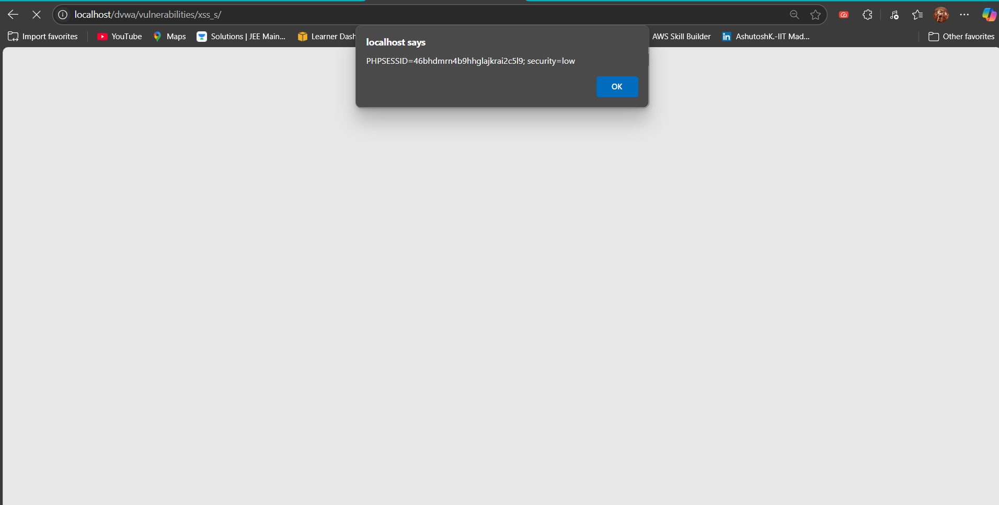 localhost/dvwa/vulnerabilities/xss_s/
Import favorites YouTube Maps Solutions | JEE Main... Learner Dash AWS Skill Builder AshutoshK.-IIT Mad... Other favorites
localhost says
PHPSESSID=46bhdmrn4b9hhglajkrai2c5l9; security=low
OK